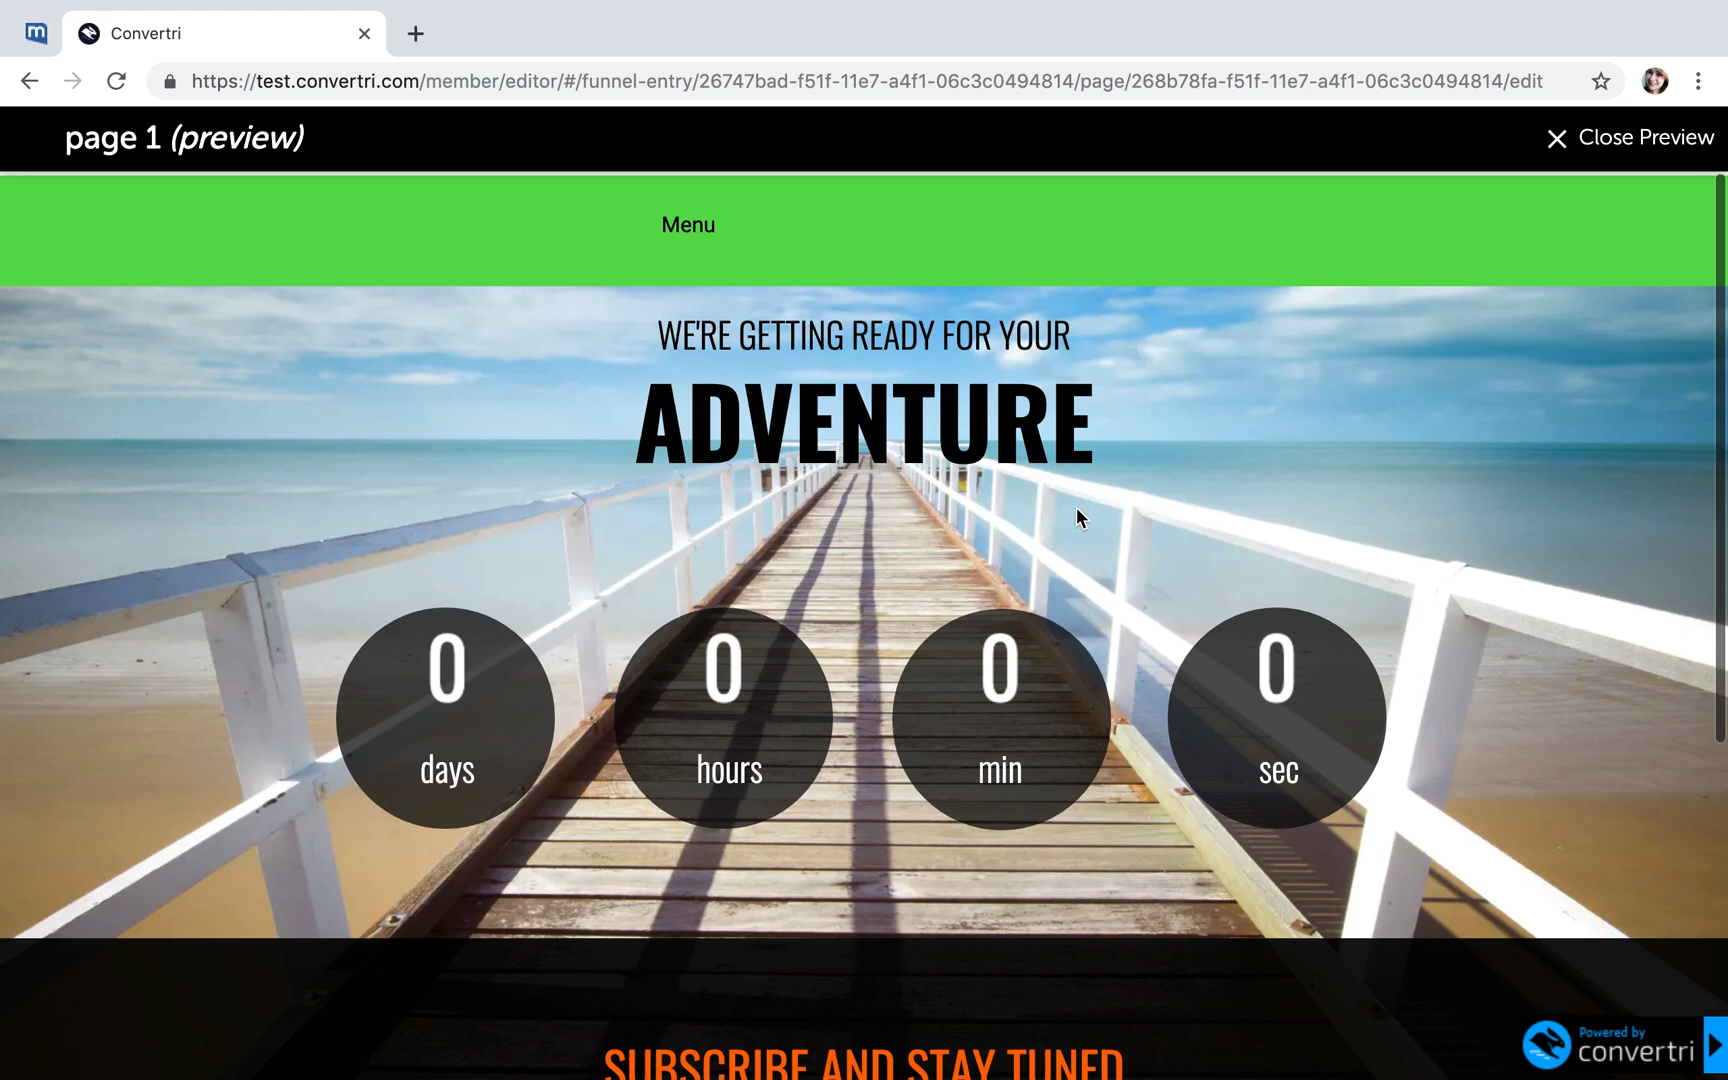 Convertri
https://test.convertri.com/member/editor/#/funnel-entry/26747bad-f51f-11e7-a4f1-06c3c0494814/page/268b78fa-f51f-11e7-a4f1-06c3c0494814/edit
page 1 (preview)
Close Preview
Menu
WE'RE GETTING READY FOR YOUR
ADVENTURE
0 0 0 0
days hours min sec
SUBSCRIBE AND STAY TUNED
Powered by
convertri